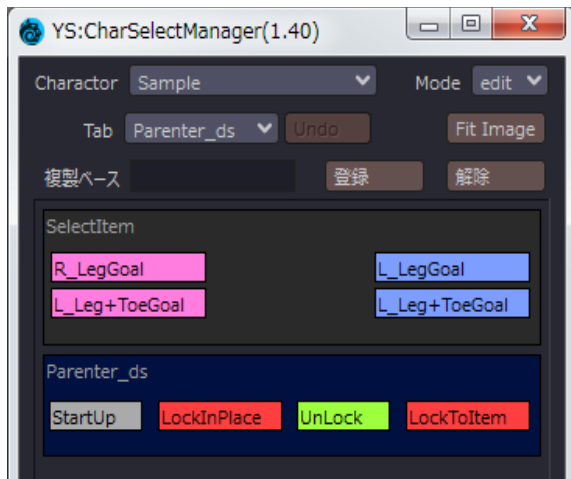 YS:CharSelectManager(1.40)
Charactor Sample Mode edit
Tab Parenter_ds Undo Fit Image
複製ベース 登録 解除
SelectItem
R_LegGoal L_LegGoal
L_Leg+ToeGoal L_Leg+ToeGoal
Parenter_ds
StartUp LockInPlace UnLock LockToItem